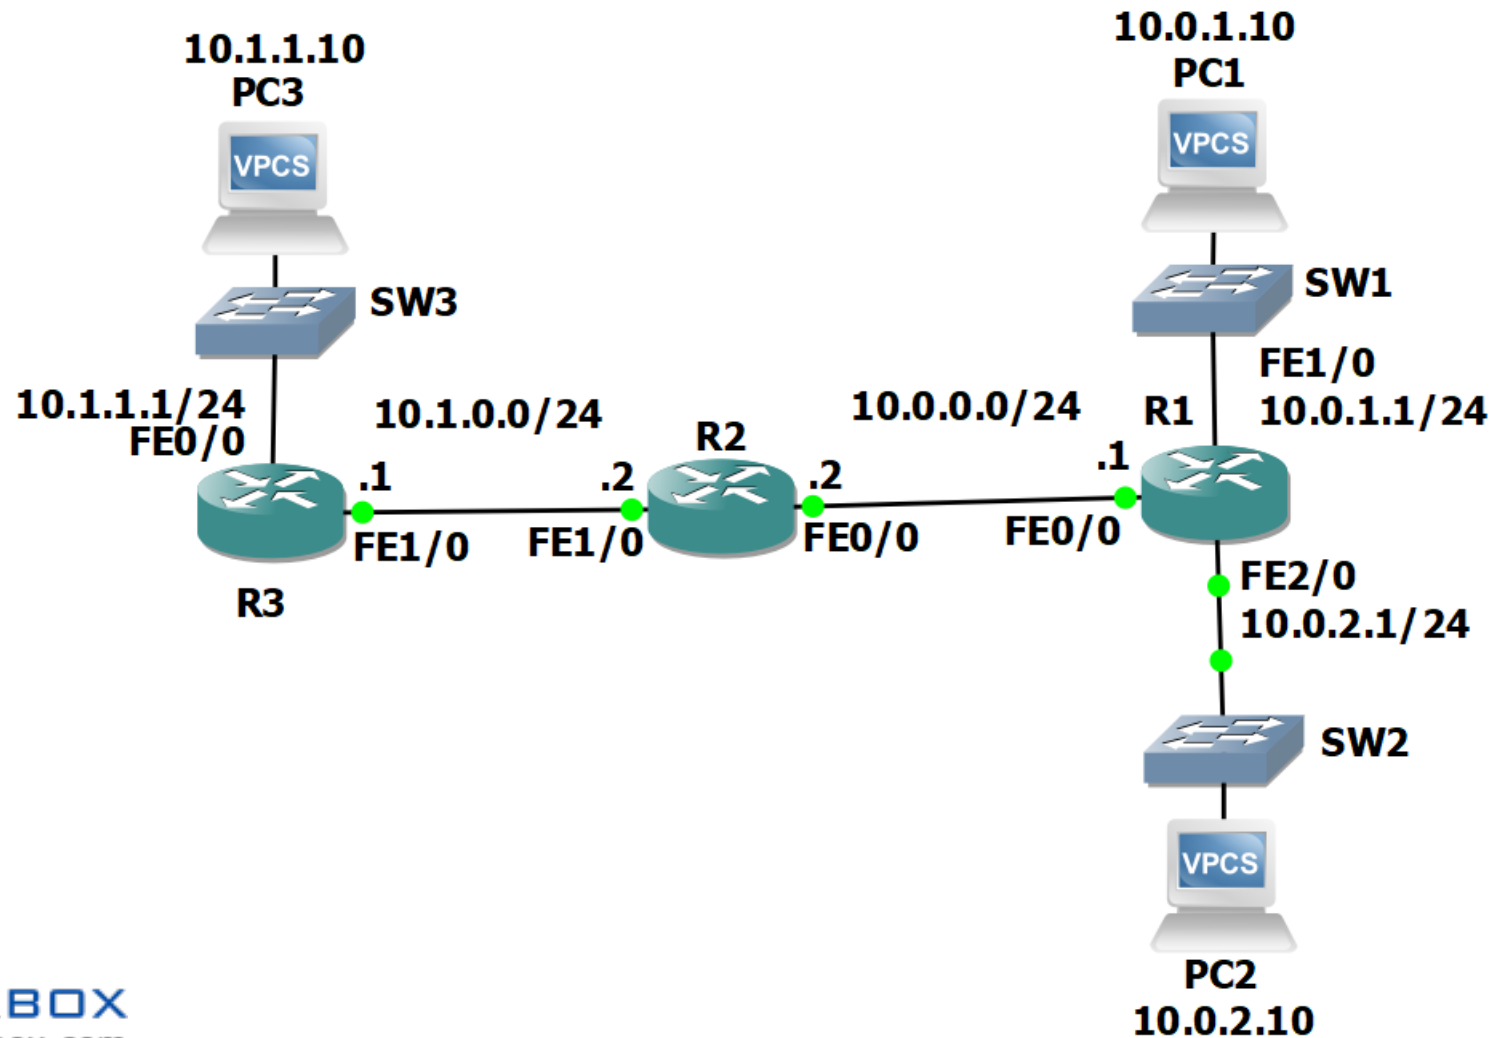 10.1.1.10
PC3
VPCS
SW3
10.1.1.1/24
FE0/0
10.1.0.0/24
.1
FE1/0
R3
R2
.2
FE1/0
.2
FE0/0
10.0.0.0/24
10.0.1.10
PC1
VPCS
SW1
FE1/0
10.0.1.1/24
R1
.1
FE0/0
FE2/0
10.0.2.1/24
SW2
VPCS
PC2
10.0.2.10
BOX